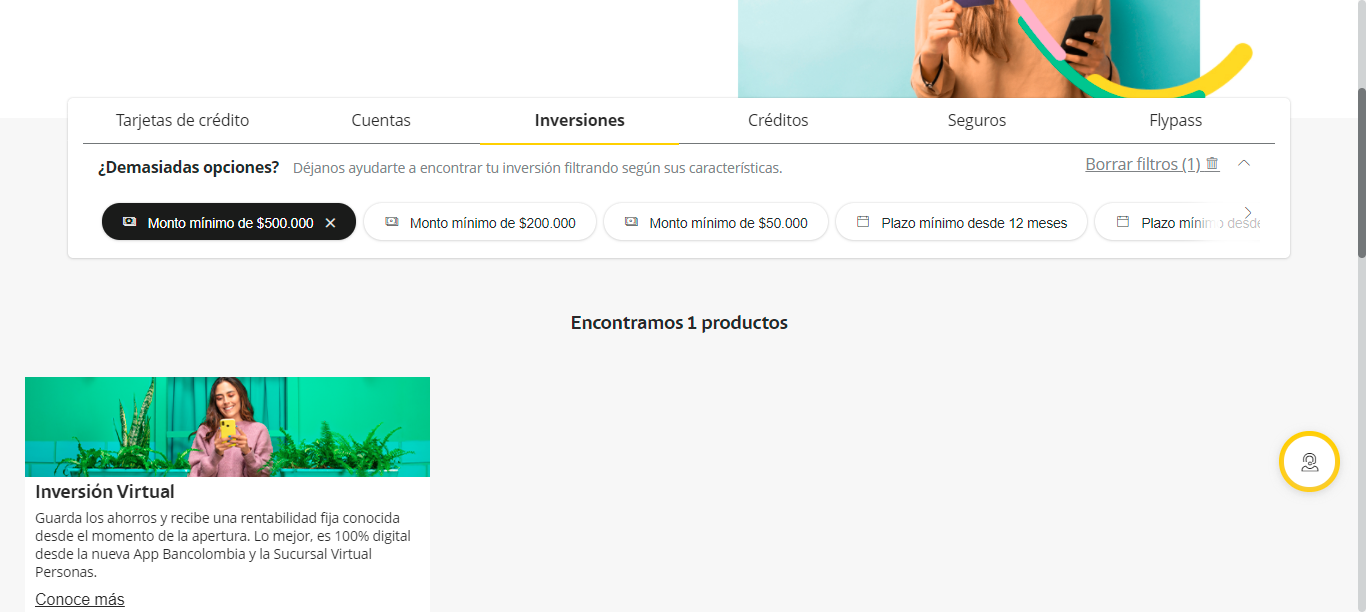 Tarjetas de crédito Cuentas Inversiones Créditos Seguros Flypass
¿Demasiadas opciones? Déjanos ayudarte a encontrar tu inversión filtrando según sus características. Borrar filtros (1)
Monto mínimo de $500.000 Monto mínimo de $200.000 Monto mínimo de $50.000 Plazo mínimo desde 12 meses Plazo mínimo desde
Encontramos 1 productos
Inversión Virtual
Guarda los ahorros y recibe una rentabilidad fija conocida
desde el momento de la apertura. Lo mejor, es 100% digital
desde la nueva App Bancolombia y la Sucursal Virtual
Personas.
Conoce más